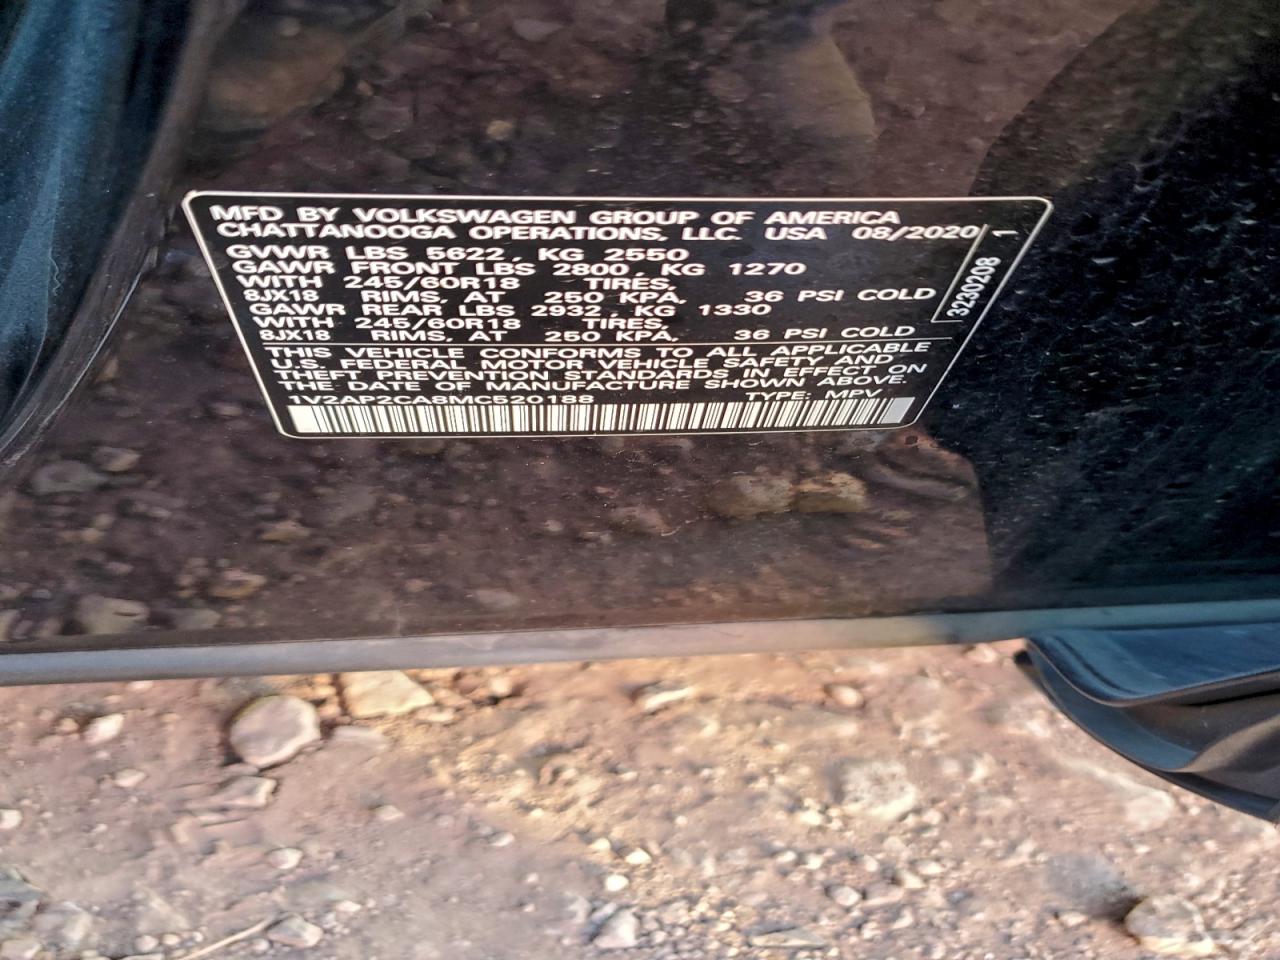 MFD BY VOLKSWAGEN GROUP OF AMERICA
CHATTANOOGA OPERATIONS, LLC. USA 08/2020
GVWR LBS 5622, KG 2550
GAWR FRONT LBS 2800, KG 1270
WITH 245/60R18 TIRES,
8JX18 RIMS, AT 250 KPA, 36 PSI COLD
GAWR REAR LBS 2932, KG 1330
WITH 245/60R18 TIRES,
8JX18 RIMS, AT 250 KPA, 36 PSI COLD
THIS VEHICLE CONFORMS TO ALL APPLICABLE
U.S. FEDERAL MOTOR VEHICLE SAFETY AND
THEFT PREVENTION STANDARDS IN EFFECT ON
THE DATE OF MANUFACTURE SHOWN ABOVE.
1V2AP2CA8MC520188 TYPE: MPV
3230208 1